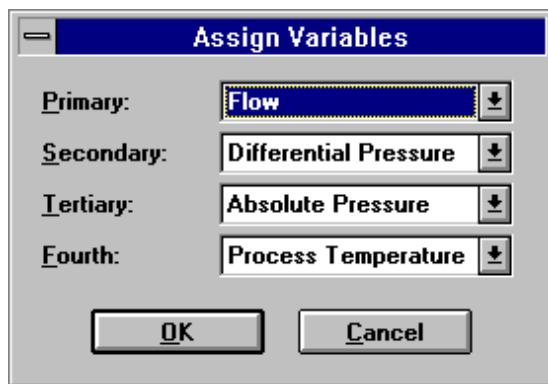 Assign Variables
Primary: Flow
Secondary: Differential Pressure
Tertiary: Absolute Pressure
Fourth: Process Temperature
OK Cancel